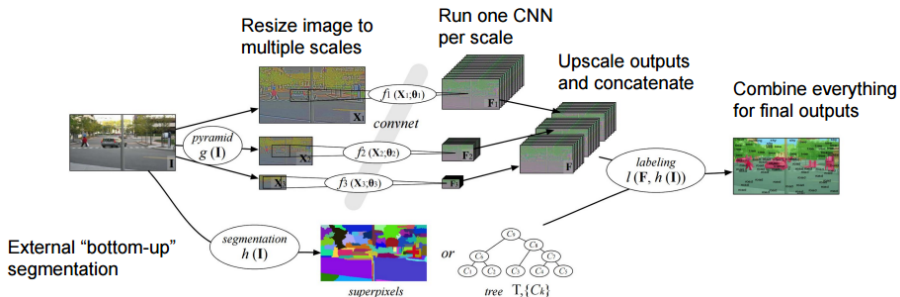 Resize image to
multiple scales
Run one CNN
per scale
Upscale outputs
and concatenate
Combine everything
for final outputs
I
pyramid
g (I)
X1
f1 (X1;θ1)
F1
convnet
X2
f2 (X2;θ2)
F2
X3
f3 (X3;θ3)
F3
F
labeling
l (F, h (I))
External “bottom-up”
segmentation
segmentation
h (I)
superpixels
or
tree T,{Ck}